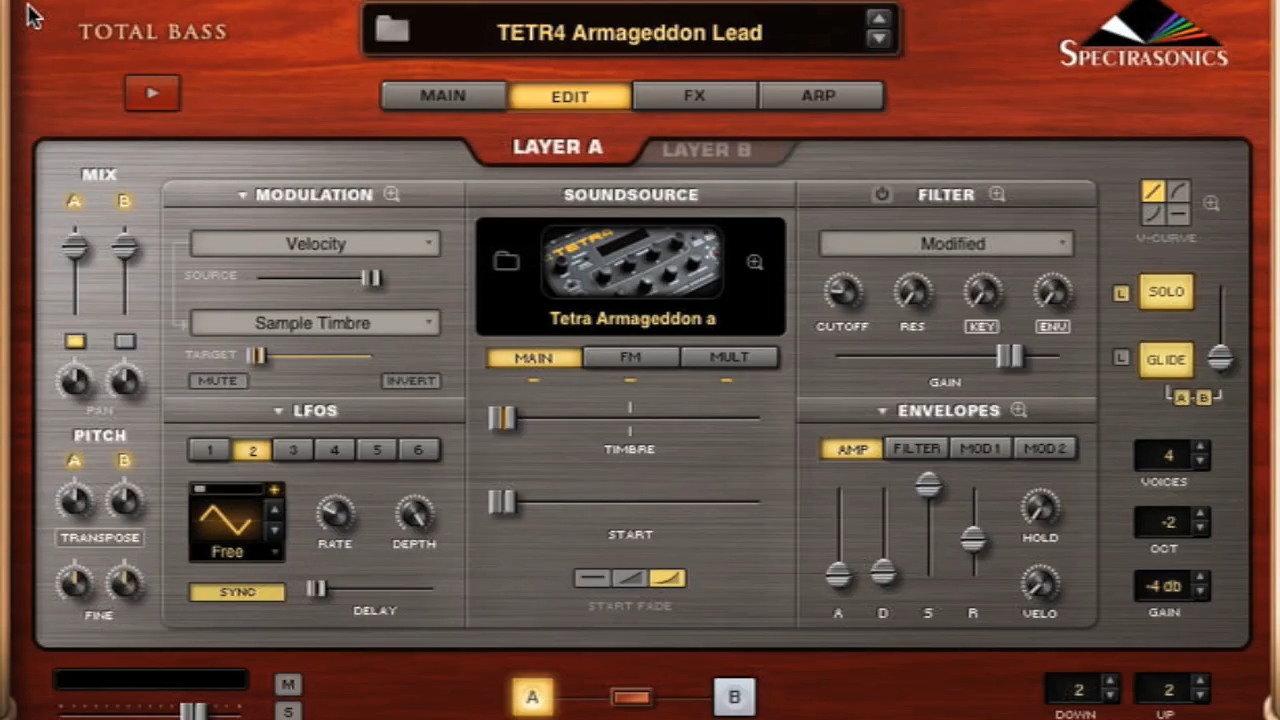 TOTAL BASS
TETR4 Armageddon Lead
SPECTRASONICS
MAIN EDIT FX ARP
LAYER A LAYER B
MIX
A B
PAN
PITCH
A B
TRANSPOSE
FINE
MODULATION
Velocity
SOURCE
Sample Timbre
TARGET
MUTE INVERT
LFOS
1 2 3 4 5 6
Free
RATE DEPTH
SYNC
DELAY
SOUNDSOURCE
TETR4
Tetra Armageddon a
MAIN FM MULT
TIMBRE
START
START FADE
FILTER
Modified
CUTOFF RES KEY ENV
GAIN
ENVELOPES
AMP FILTER MOD 1 MOD 2
HOLD
A D S R VELO
V-CURVE
L SOLO
L GLIDE
A - B
4
VOICES
-2
OCT
-4 db
GAIN
M
S
A B
2 2
DOWN UP